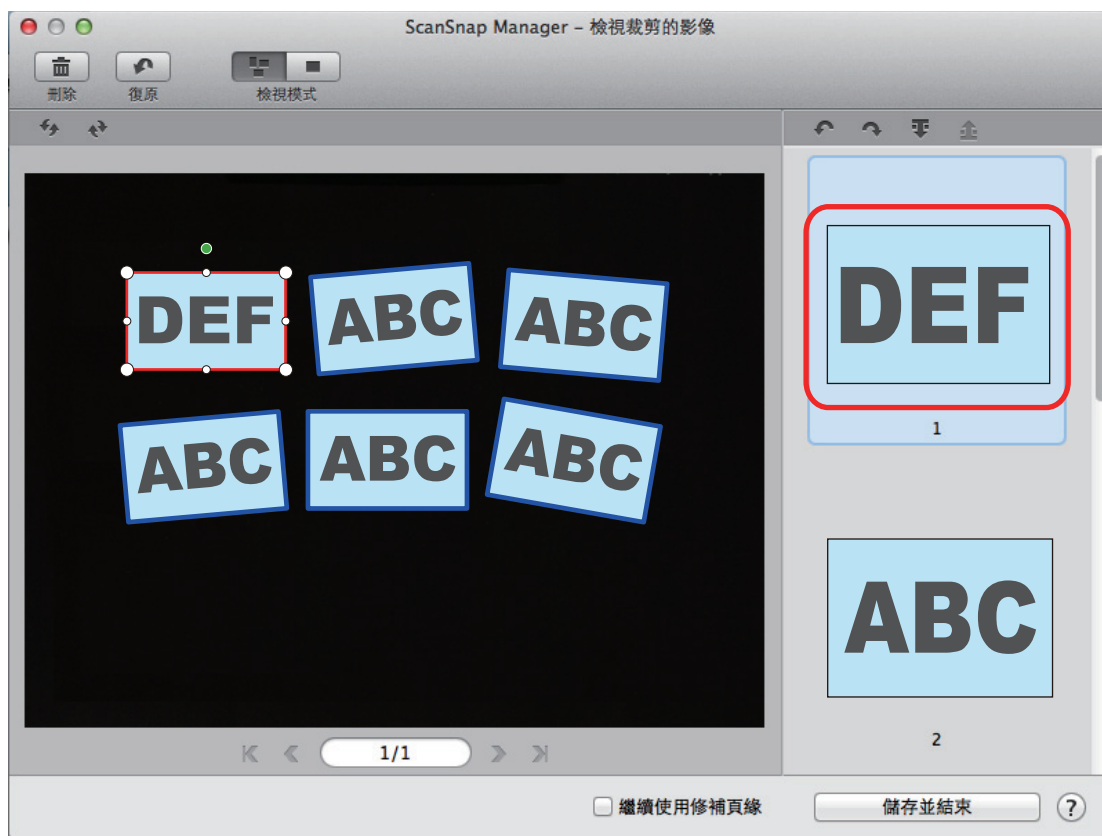 ScanSnap Manager – 檢視裁剪的影像
刪除 復原 檢視模式
DEF ABC ABC
ABC ABC ABC
DEF
1
ABC
2
1/1
繼續使用修補頁緣 儲存並結束 ?